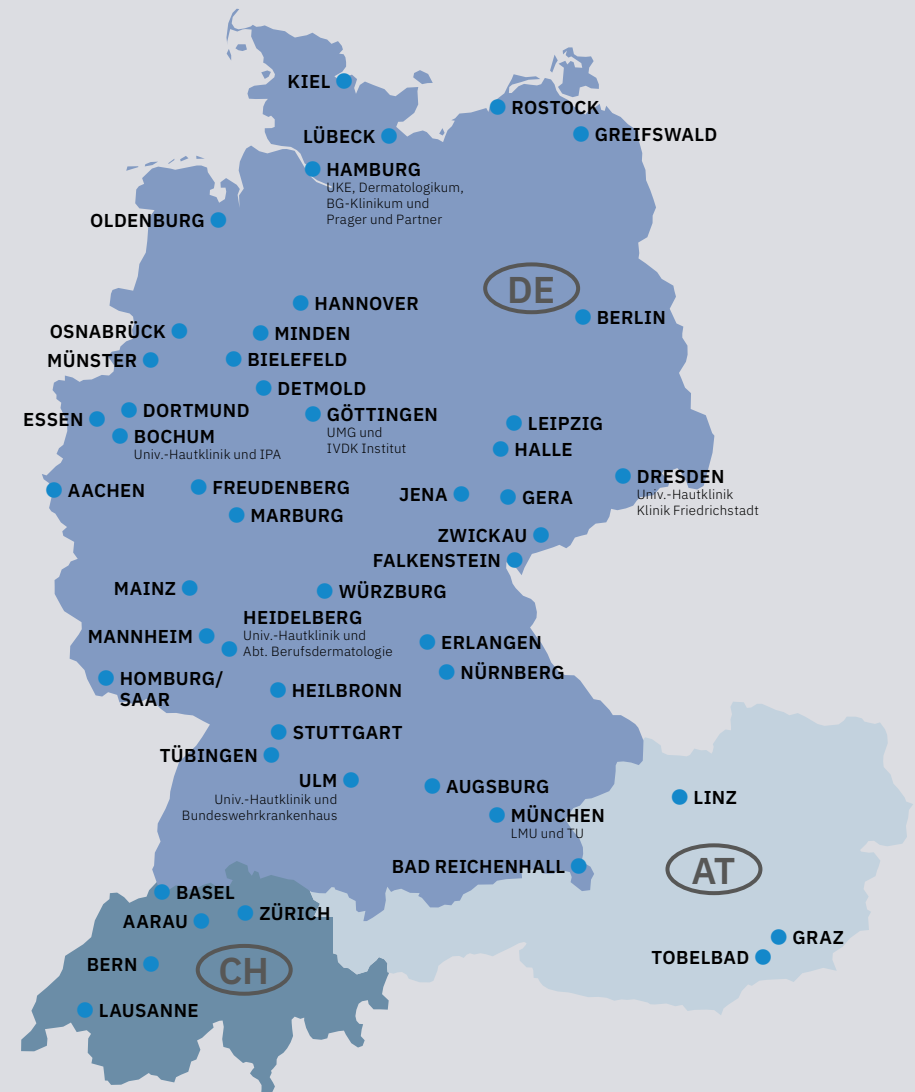 KIEL
ROSTOCK
LÜBECK
GREIFSWALD
HAMBURG
UKE, Dermatologikum,
BG-Klinikum und
Prager und Partner
OLDENBURG
DE
HANNOVER
BERLIN
OSNABRÜCK
MINDEN
MÜNSTER
BIELEFELD
DETMOLD
DORTMUND
ESSEN
GÖTTINGEN
UMG und
IVDK Institut
LEIPZIG
BOCHUM
Univ.-Hautklinik und IPA
HALLE
DRESDEN
Univ.-Hautklinik
Klinik Friedrichstadt
AACHEN
FREUDENBERG
JENA
GERA
MARBURG
ZWICKAU
FALKENSTEIN
MAINZ
WÜRZBURG
HEIDELBERG
Univ.-Hautklinik und
Abt. Berufsdermatologie
MANNHEIM
ERLANGEN
NÜRNBERG
HOMBURG/
SAAR
HEILBRONN
STUTTGART
TÜBINGEN
ULM
Univ.-Hautklinik und
Bundeswehrkrankenhaus
AUGSBURG
LINZ
MÜNCHEN
LMU und TU
BAD REICHENHALL
AT
BASEL
ZÜRICH
AARAU
GRAZ
TOBELBAD
BERN
CH
LAUSANNE